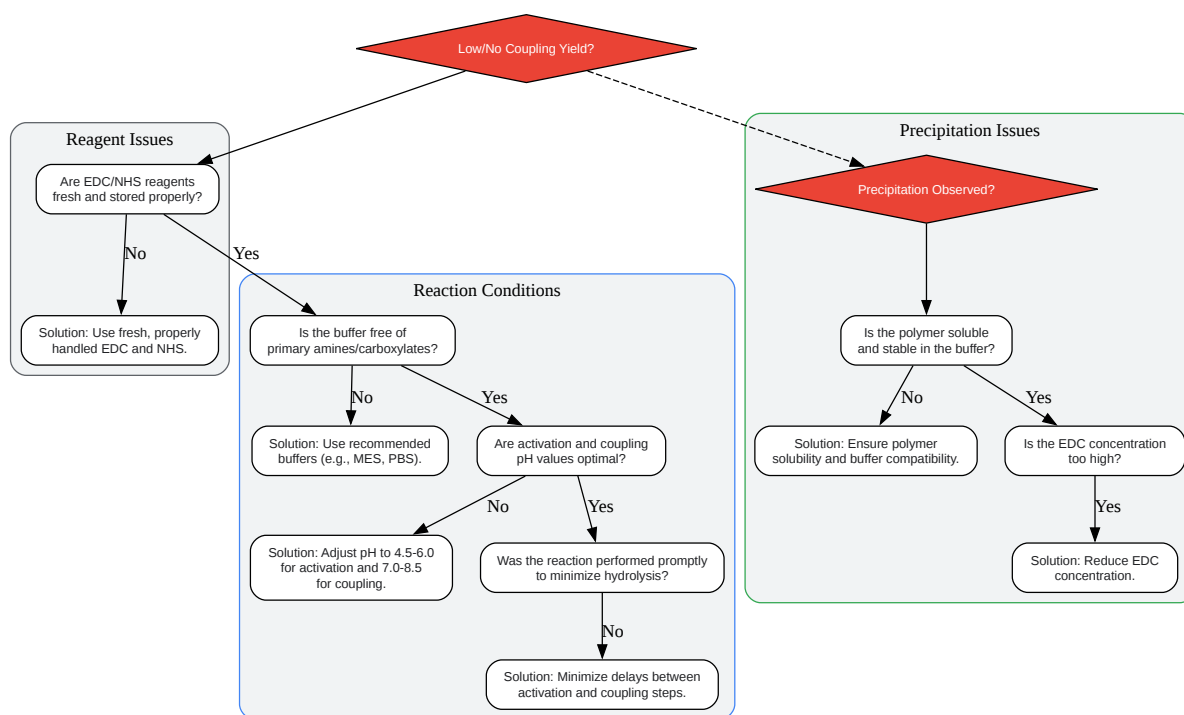 Low/No Coupling Yield?
Reagent Issues
Are EDC/NHS reagents
fresh and stored properly?
No
Yes
Solution: Use fresh, properly
handled EDC and NHS.
Reaction Conditions
Is the buffer free of
primary amines/carboxylates?
No
Yes
Solution: Use recommended
buffers (e.g., MES, PBS).
Are activation and coupling
pH values optimal?
No
Yes
Solution: Adjust pH to 4.5-6.0
for activation and 7.0-8.5
for coupling.
Was the reaction performed promptly
to minimize hydrolysis?
No
Solution: Minimize delays between
activation and coupling steps.
Precipitation Issues
Precipitation Observed?
Is the polymer soluble
and stable in the buffer?
No
Yes
Solution: Ensure polymer
solubility and buffer compatibility.
Is the EDC concentration
too high?
Yes
Solution: Reduce EDC
concentration.